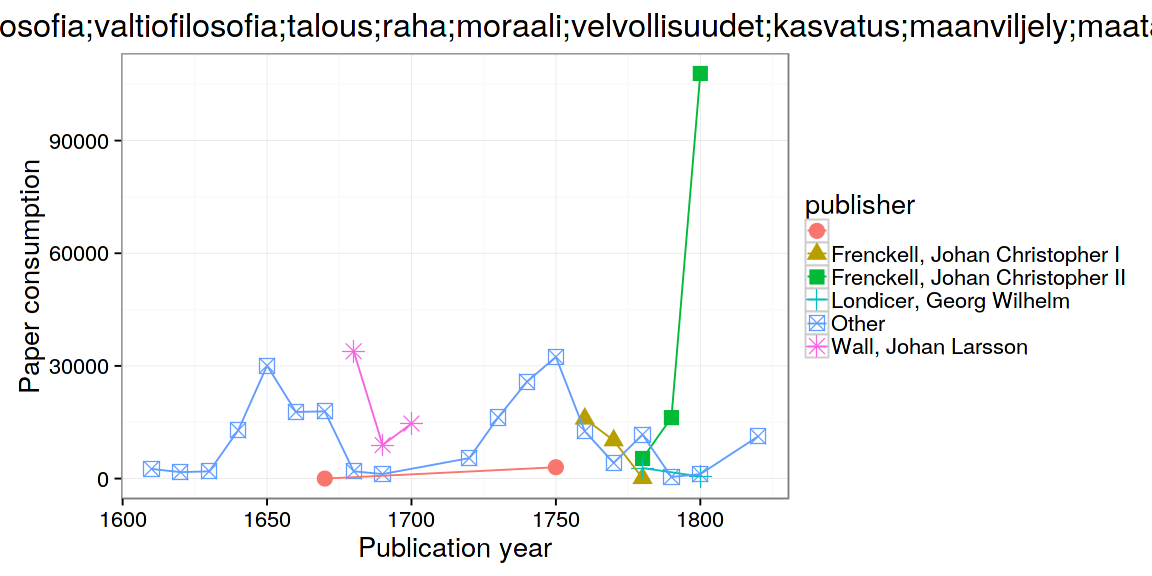 osofia;valtiofilosofia;talous;raha;moraali;velvollisuudet;kasvatus;maanviljely;maata
Paper consumption
90000
60000
30000
0
1600 1650 1700 1750 1800
Publication year
publisher
Frenckell, Johan Christopher I
Frenckell, Johan Christopher II
Londicer, Georg Wilhelm
Other
Wall, Johan Larsson